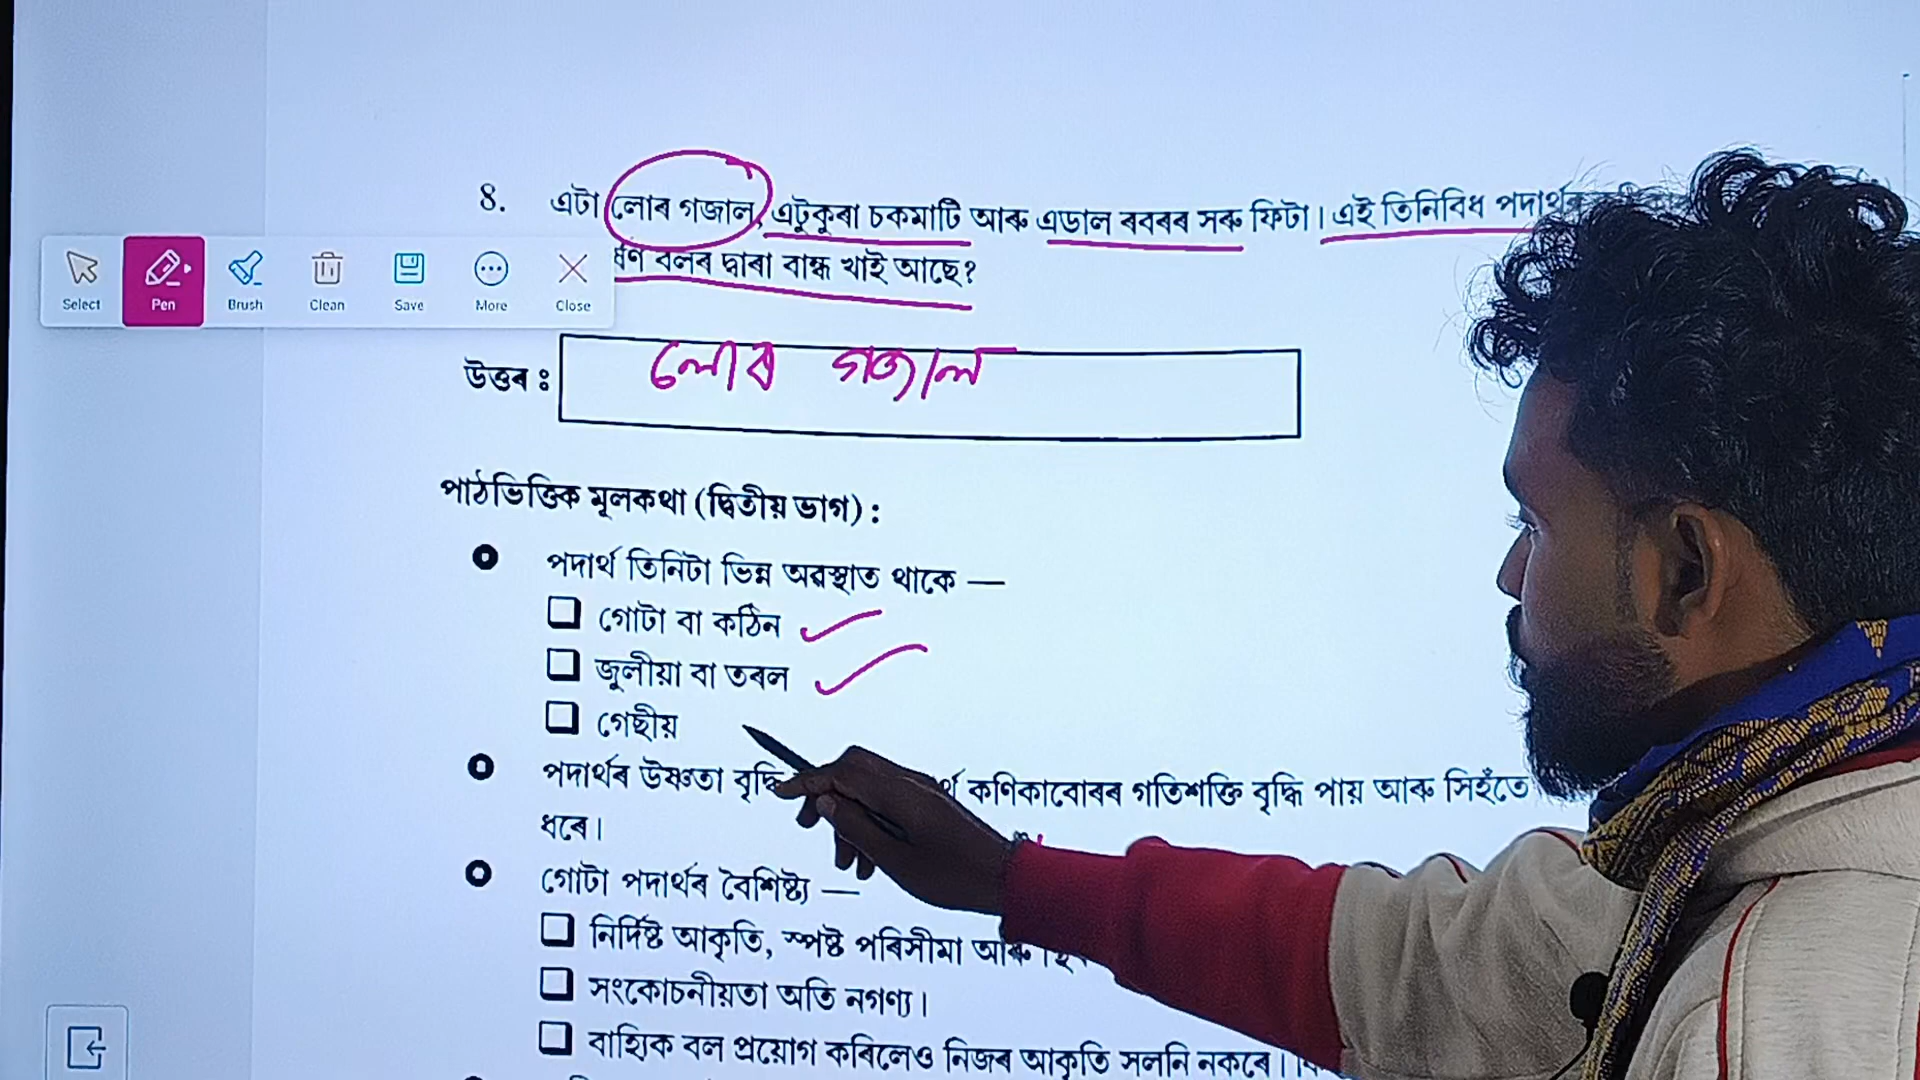 8. এটা লোৰ গজাল, এটুকুৰা চকমাটি আৰু এডাল ৰবৰৰ সৰু ফিটা। এই তিনিবিধ পদাৰ্থৰ
ৰ্ষণ বলৰ দ্বাৰা বান্ধ খাই আছে?
Select Pen Brush Clean Save More Close
উত্তৰ : লোৰ গজাল
পাঠভিত্তিক মূলকথা (দ্বিতীয় ভাগ) :
পদাৰ্থ তিনিটা ভিন্ন অৱস্থাত থাকে —
গোটা বা কঠিন
জুলীয়া বা তৰল
গেছীয়
পদাৰ্থৰ উষ্ণতা বৃদ্ধি ৰ্থ কণিকাবোৰৰ গতিশক্তি বৃদ্ধি পায় আৰু সিহঁতে
ধৰে।
গোটা পদাৰ্থৰ বৈশিষ্ট্য —
নিৰ্দিষ্ট আকৃতি, স্পষ্ট পৰিসীমা আৰু
সংকোচনীয়তা অতি নগণ্য।
বাহ্যিক বল প্ৰয়োগ কৰিলেও নিজৰ আকৃতি সলনি নকৰে।